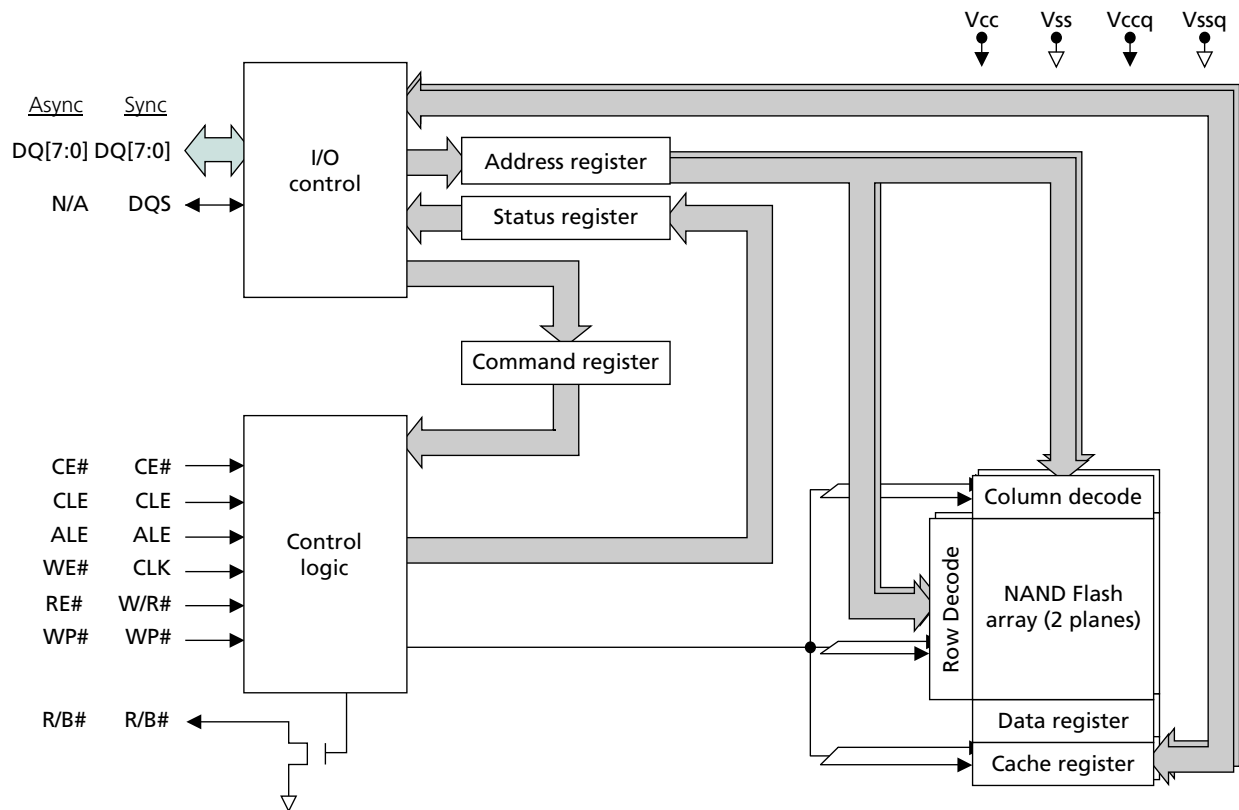 Vcc Vss Vccq Vssq
Async Sync
DQ[7:0] DQ[7:0]
N/A DQS
I/O
control
Address register
Status register
Command register
CE# CE#
CLE CLE
ALE ALE
WE# CLK
RE# W/R#
WP# WP#
R/B# R/B#
Control
logic
Column decode
Row Decode
NAND Flash
array (2 planes)
Data register
Cache register